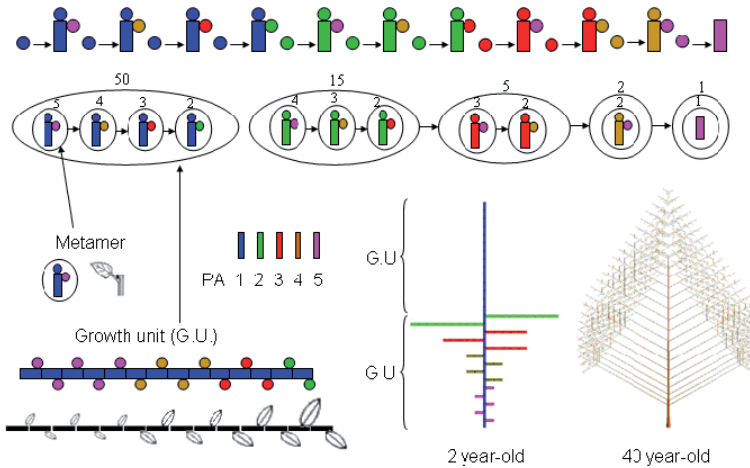 50 15 5 2 1
5 4 3 2 4 3 2 3 2 2 1
Metamer
PA 1 2 3 4 5
Growth unit (G.U.)
G.U
G U
2 year-old 40 year-old